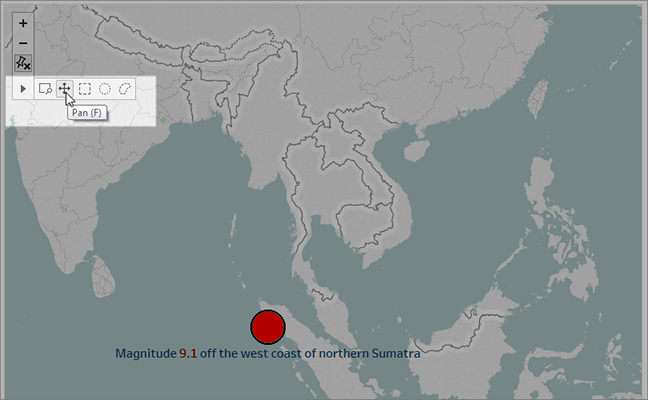 +
−
Pan (F)
Magnitude 9.1 off the west coast of northern Sumatra